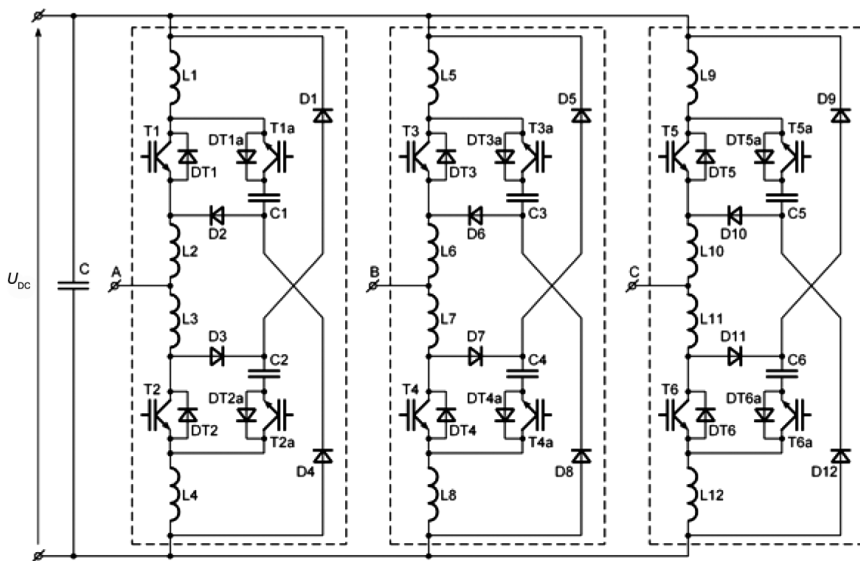 L1
D1
T1
DT1a
T1a
DT1
C1
D2
L2
A
L3
D3
C2
T2
DT2a
DT2
T2a
D4
L4
L5
D5
T3
DT3a
T3a
DT3
C3
D6
L6
B
L7
D7
C4
T4
DT4a
DT4
T4a
D8
L8
L9
D9
T5
DT5a
T5a
DT5
C5
D10
L10
C
L11
D11
C6
T6
DT6a
DT6
T6a
D12
L12
C
UDC